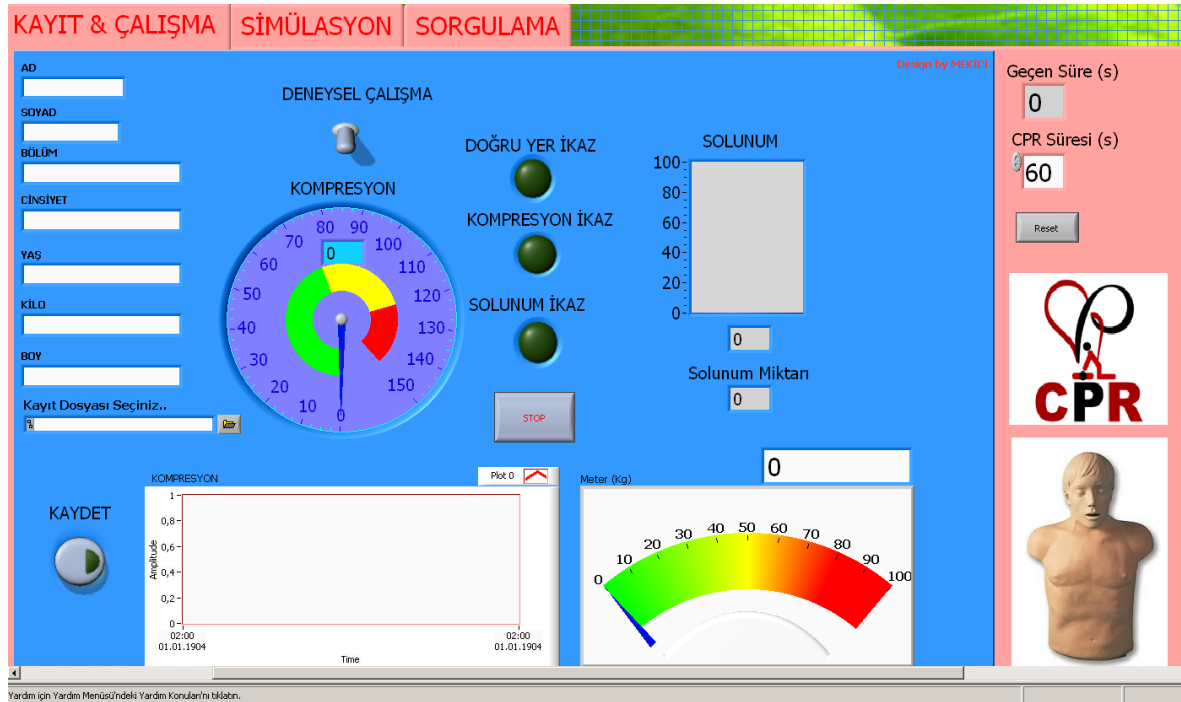 KAYIT & ÇALIŞMA
SİMÜLASYON
SORGULAMA
Design by MEKİCİ
AD
SOYAD
BÖLÜM
CİNSİYET
YAŞ
KİLO
BOY
Kayıt Dosyası Seçiniz..
DENEYSEL ÇALIŞMA
KOMPRESYON
0
10
20
30
40
50
60
70
80
90
100
110
120
130
140
150
0
DOĞRU YER İKAZ
KOMPRESYON İKAZ
SOLUNUM İKAZ
STOP
SOLUNUM
100
80
60
40
20
0
0
Solunum Miktarı
0
Geçen Süre (s)
0
CPR Süresi (s)
60
Reset
CPR
KAYDET
KOMPRESYON
Plot 0
Amplitude
1
0,8
0,6
0,4
0,2
0
02:00
01.01.1904
02:00
01.01.1904
Time
Meter (Kg)
0
0
10
20
30
40
50
60
70
80
90
100
Yardım için Yardım Menüsü'ndeki Yardım Konuları'nı tıklatın.